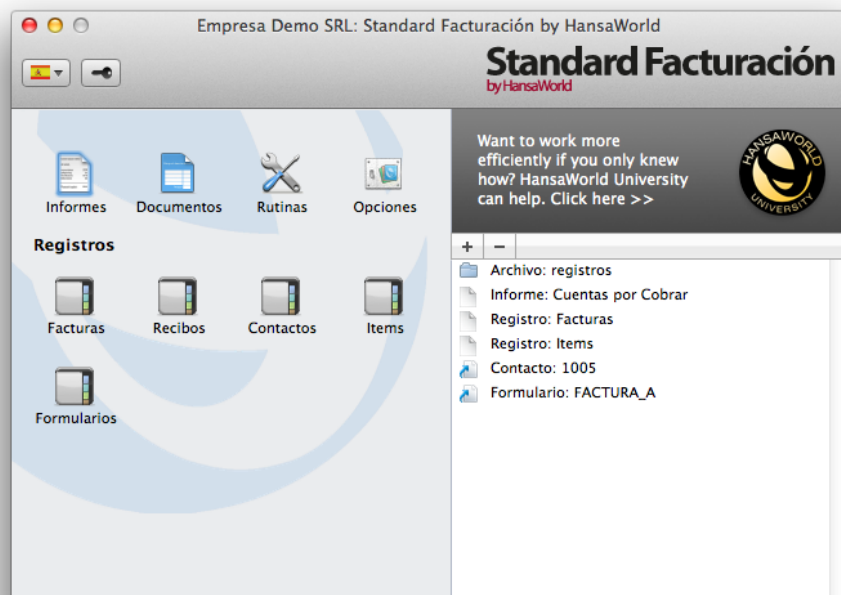 Empresa Demo SRL: Standard Facturación by HansaWorld
Standard Facturación
by HansaWorld
Want to work more
efficiently if you only knew
how? HansaWorld University
can help. Click here >>
HANSAWORLD
UNIVERSITY
Informes Documentos Rutinas Opciones
Registros
Facturas Recibos Contactos Items
Formularios
+ −
Archivo: registros
Informe: Cuentas por Cobrar
Registro: Facturas
Registro: Items
Contacto: 1005
Formulario: FACTURA_A